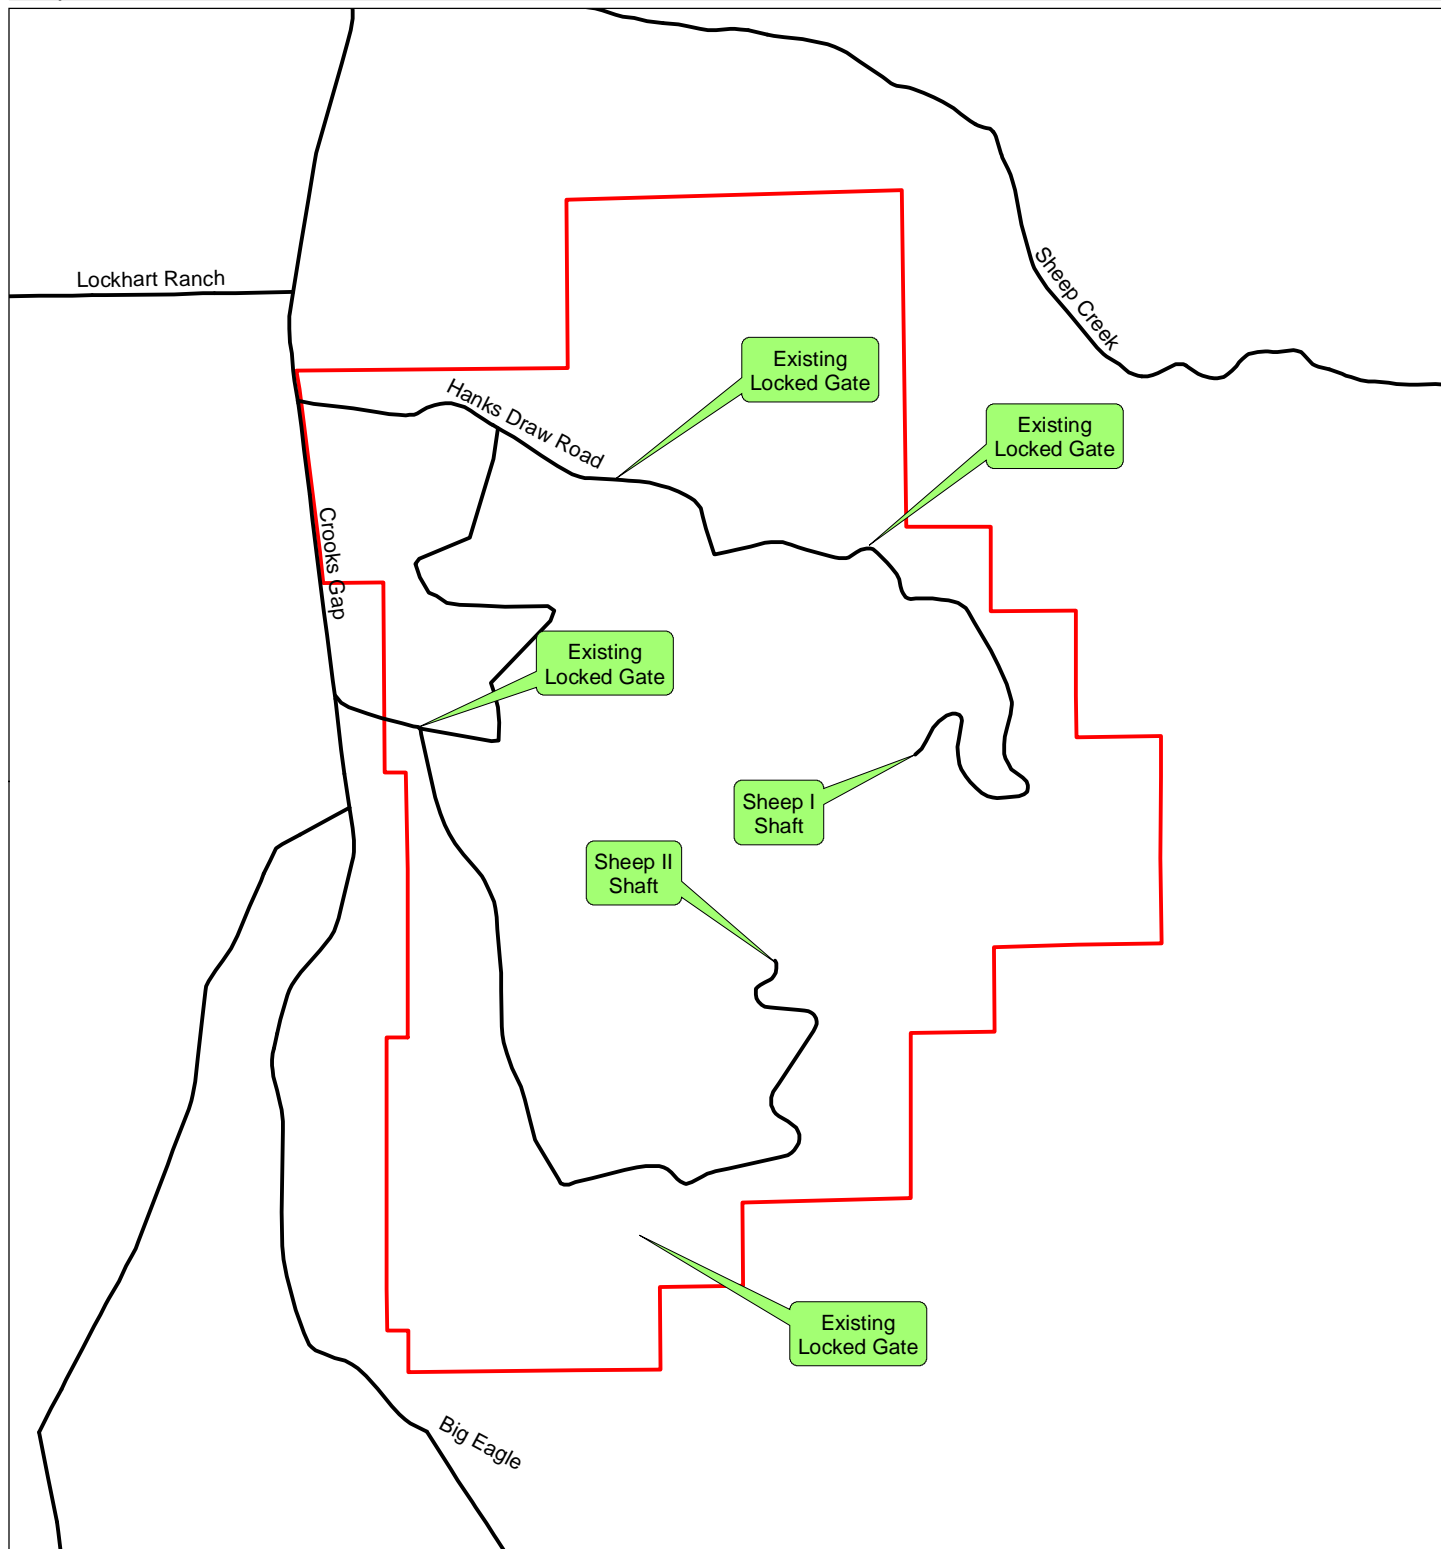 Lockhart Ranch
Sheep Creek
Existing
Locked Gate
Hanks Draw Road
Existing
Locked Gate
Crooks Gap
Existing
Locked Gate
Sheep I
Shaft
Sheep II
Shaft
Existing
Locked Gate
Big Eagle